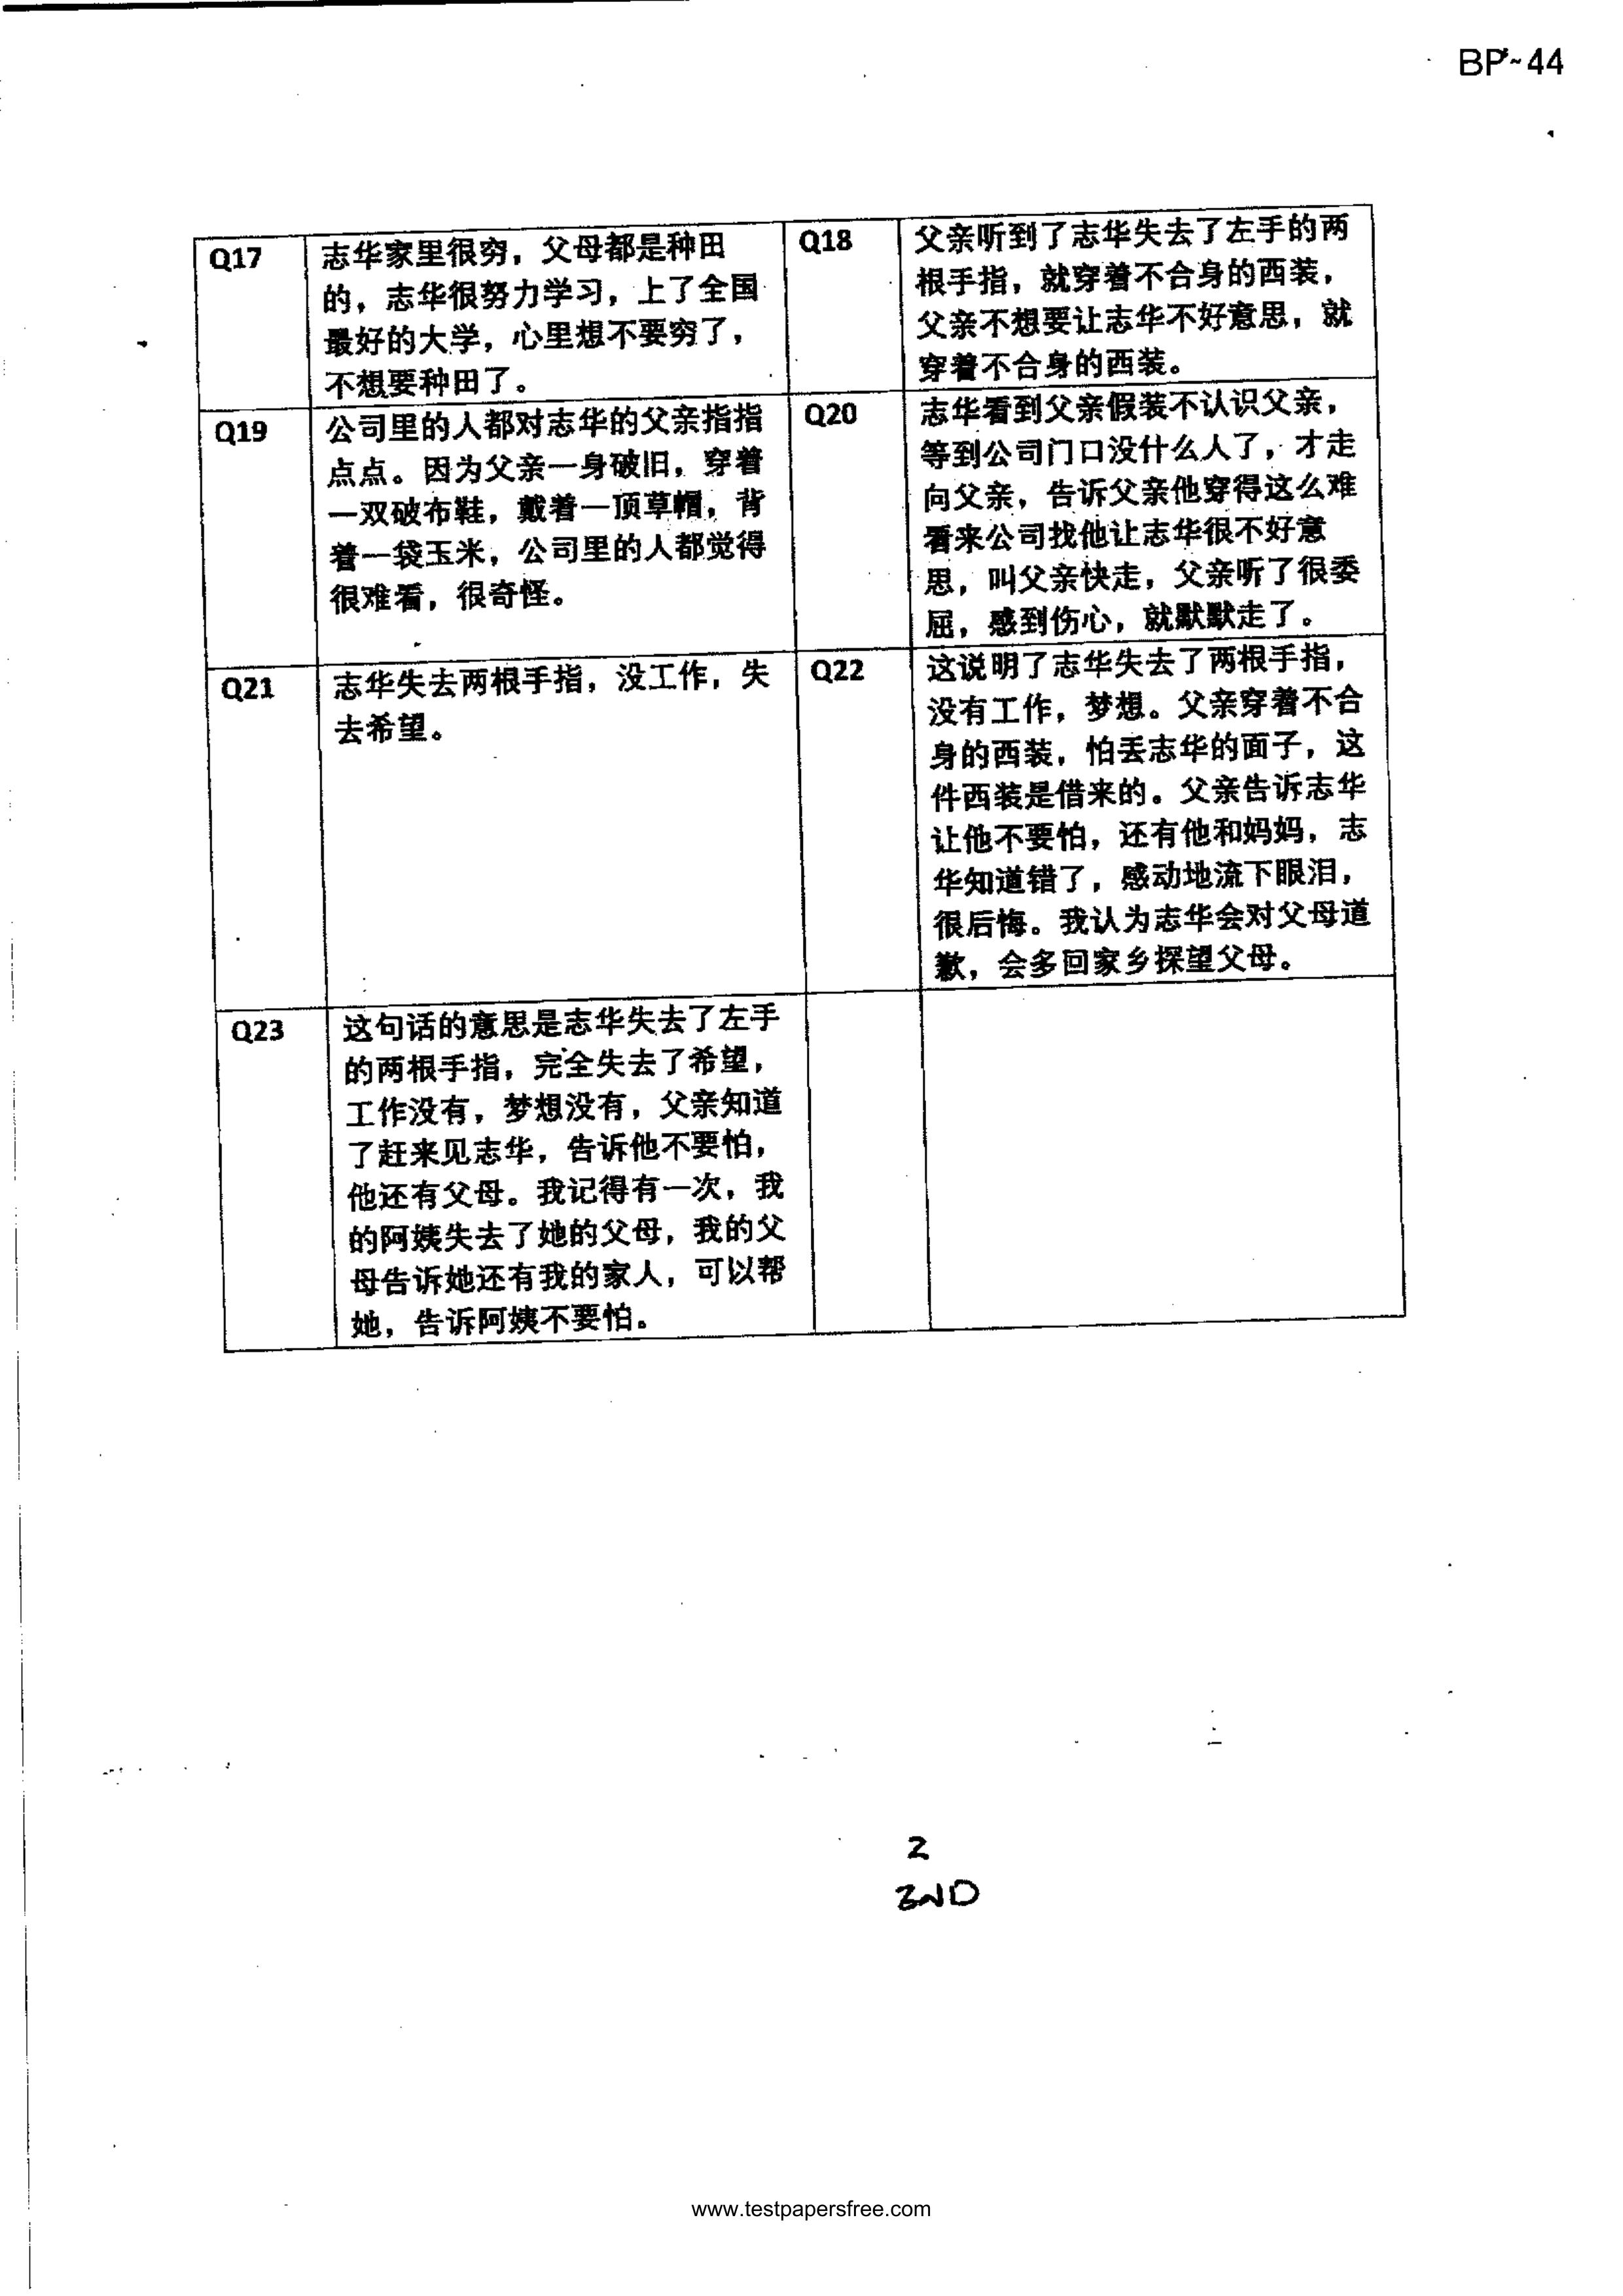 BP~44
Q17
志华家里很穷，父母都是种田
的，志华很努力学习，上了全国
最好的大学，心里想不要穷了，
不想要种田了。
Q18
父亲听到了志华失去了左手的两
根手指，就穿着不合身的西装，
父亲不想要让志华不好意思，就
穿着不合身的西装。
Q19
公司里的人都对志华的父亲指指
点点。因为父亲一身破旧，穿着
一双破布鞋，戴着一顶草帽，背
着一袋玉米，公司里的人都觉得
很难看，很奇怪。
Q20
志华看到父亲假装不认识父亲，
等到公司门口没什么人了，才走
向父亲，告诉父亲他穿得这么难
看来公司找他让志华很不好意
思，叫父亲快走，父亲听了很委
屈，感到伤心，就默默走了。
Q21
志华失去两根手指，没工作，失
去希望。
Q22
这说明了志华失去了两根手指，
没有工作，梦想。父亲穿着不合
身的西装，怕丢志华的面子，这
件西装是借来的。父亲告诉志华
让他不要怕，还有他和妈妈，志
华知道错了，感动地流下眼泪，
很后悔。我认为志华会对父母道
歉，会多回家乡探望父母。
Q23
这句话的意思是志华失去了左手
的两根手指，完全失去了希望，
工作没有，梦想没有，父亲知道
了赶来见志华，告诉他不要怕，
他还有父母。我记得有一次，我
的阿姨失去了她的父母，我的父
母告诉她还有我的家人，可以帮
她，告诉阿姨不要怕。
2
END
www.testpapersfree.com